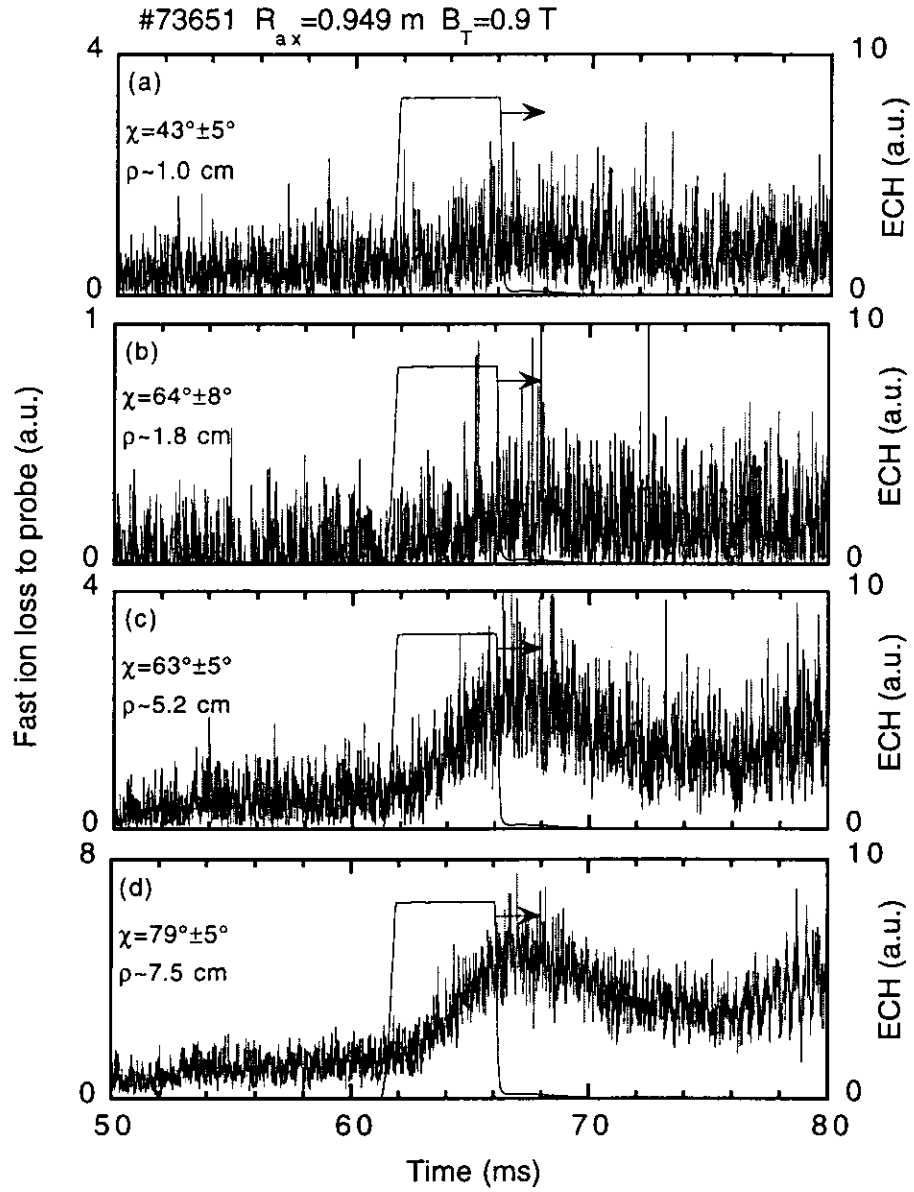 #73651 R_ax=0.949 m B_T=0.9 T
4
10
(a)
χ=43°±5°
ρ~1.0 cm
0
0
ECH (a.u.)
1
10
(b)
χ=64°±8°
ρ~1.8 cm
0
0
ECH (a.u.)
Fast ion loss to probe (a.u.)
4
10
(c)
χ=63°±5°
ρ~5.2 cm
0
0
ECH (a.u.)
8
10
(d)
χ=79°±5°
ρ~7.5 cm
0
0
ECH (a.u.)
50 60 70 80
Time (ms)